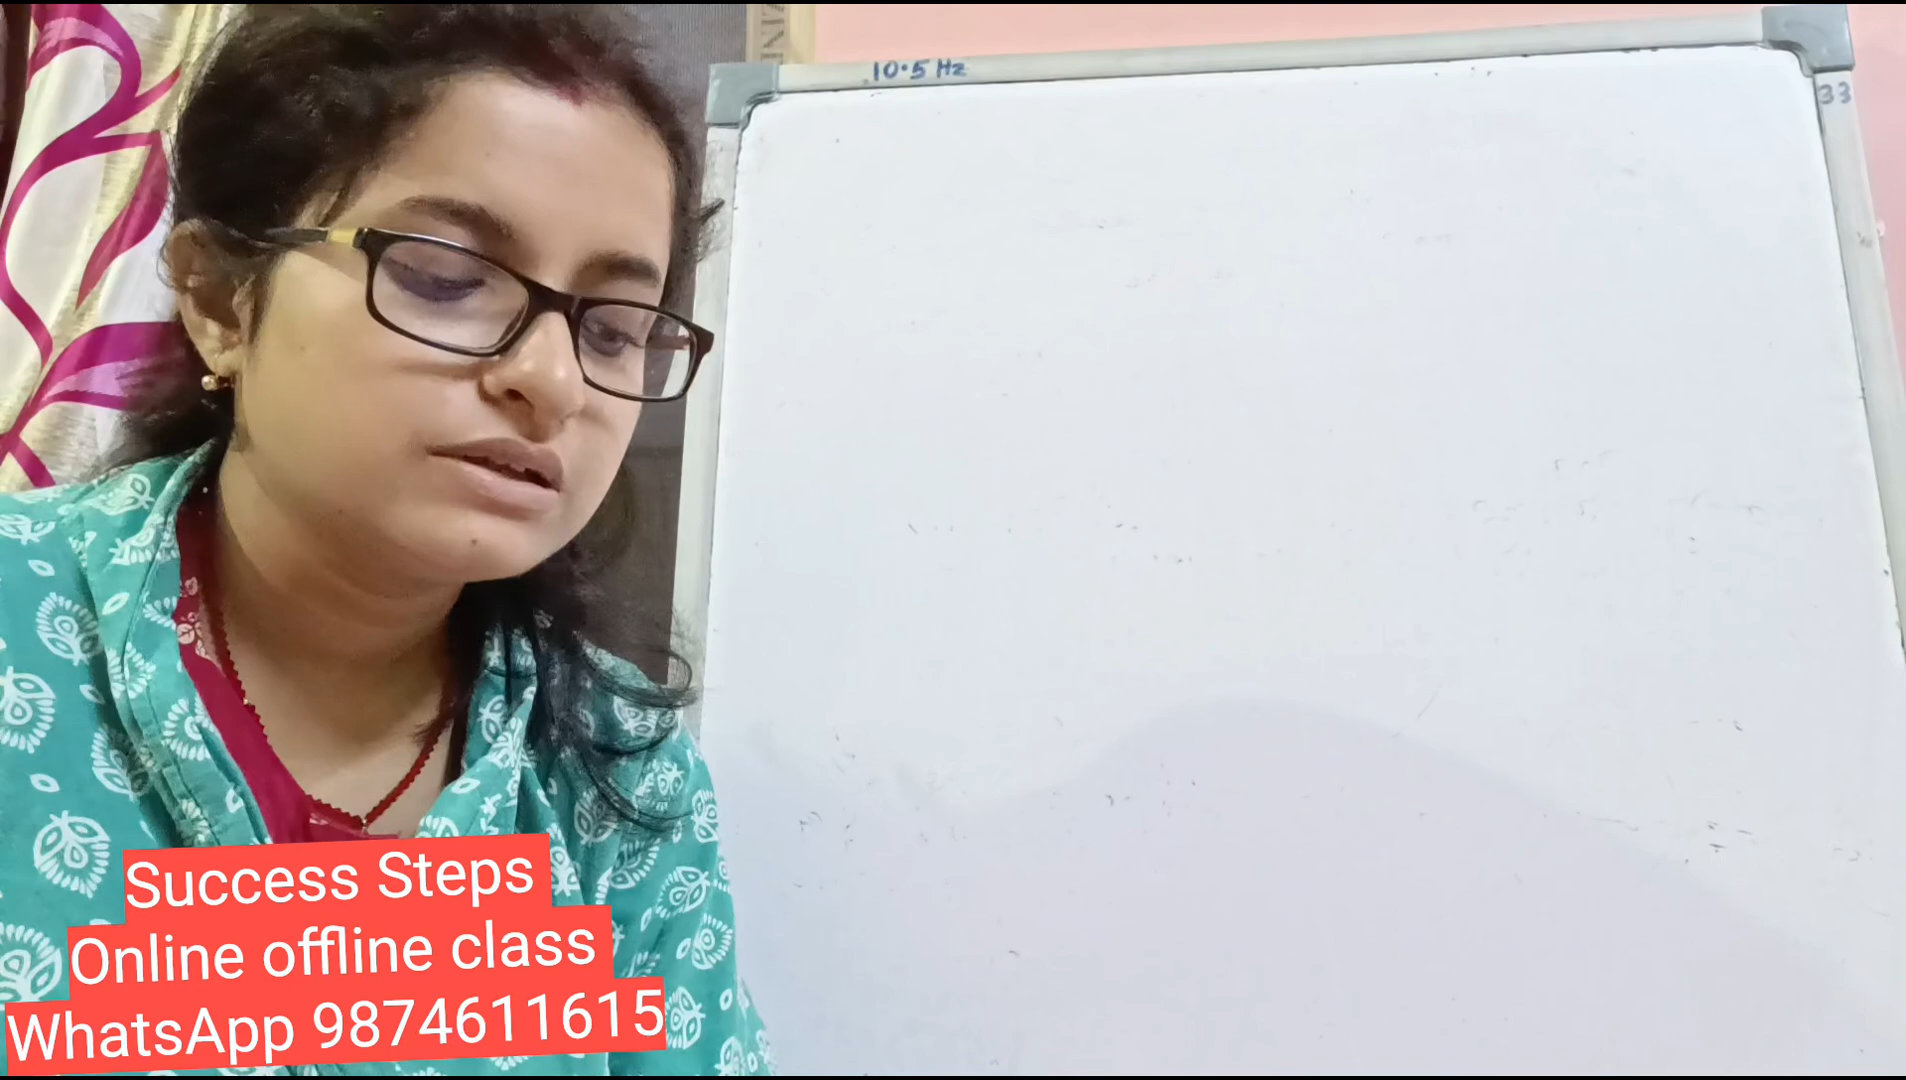 10.5 Hz
33
Success Steps
Online offline class
WhatsApp 9874611615